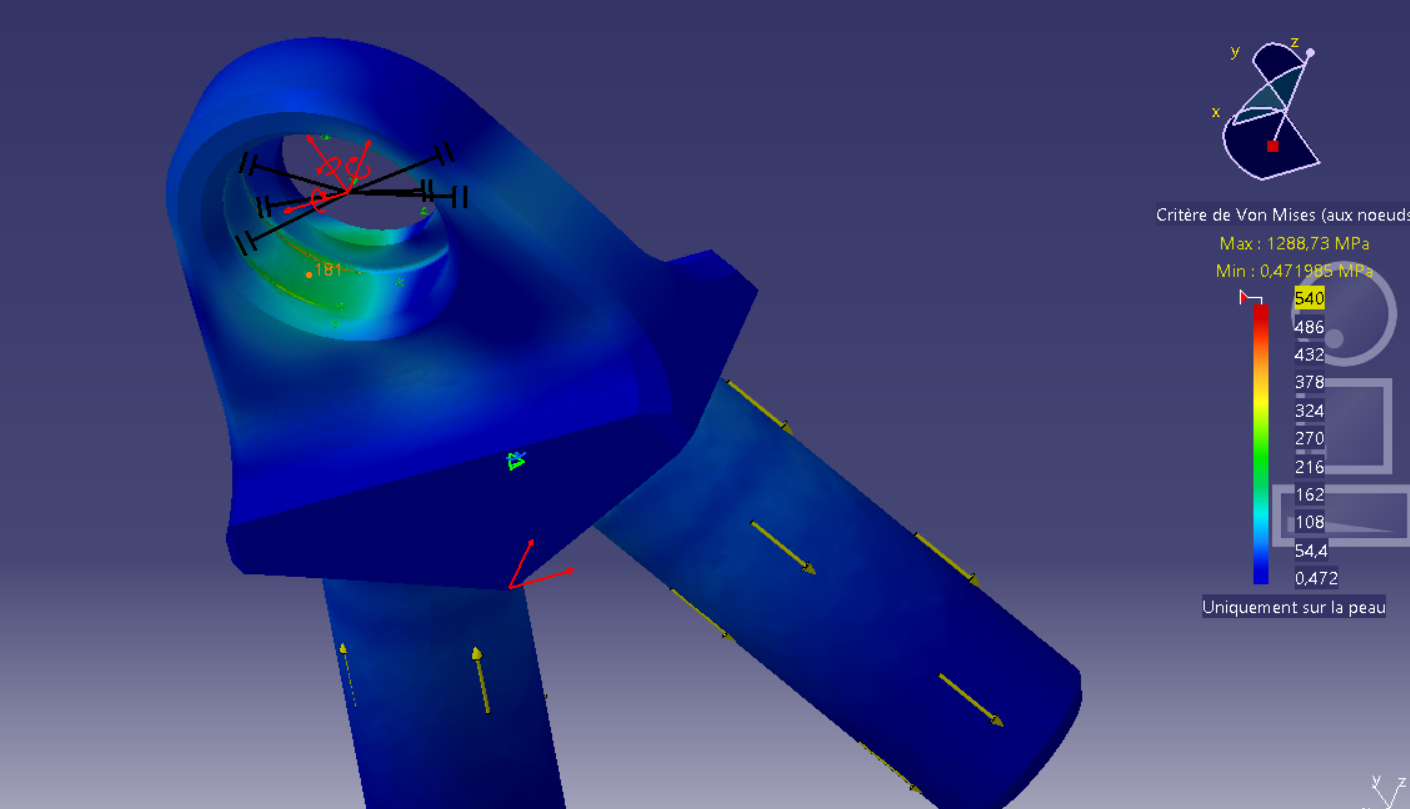 y
z
x
Critère de Von Mises (aux noeuds
Max : 1288,73 MPa
Min : 0,471985 MPa
540
486
432
378
324
270
216
162
108
54,4
0,472
Uniquement sur la peau
181
y
z